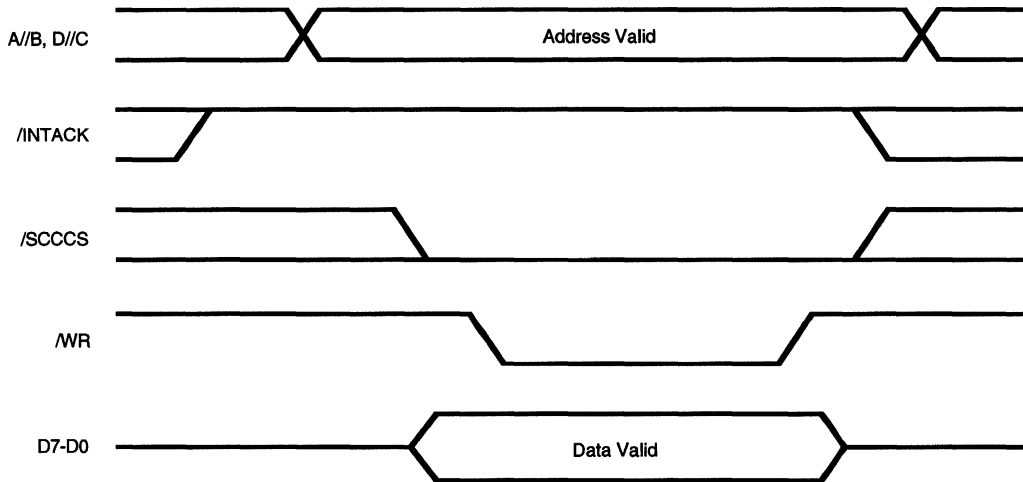 A//B, D//C
Address Valid
/INTACK
/SCCCS
/WR
D7-D0
Data Valid